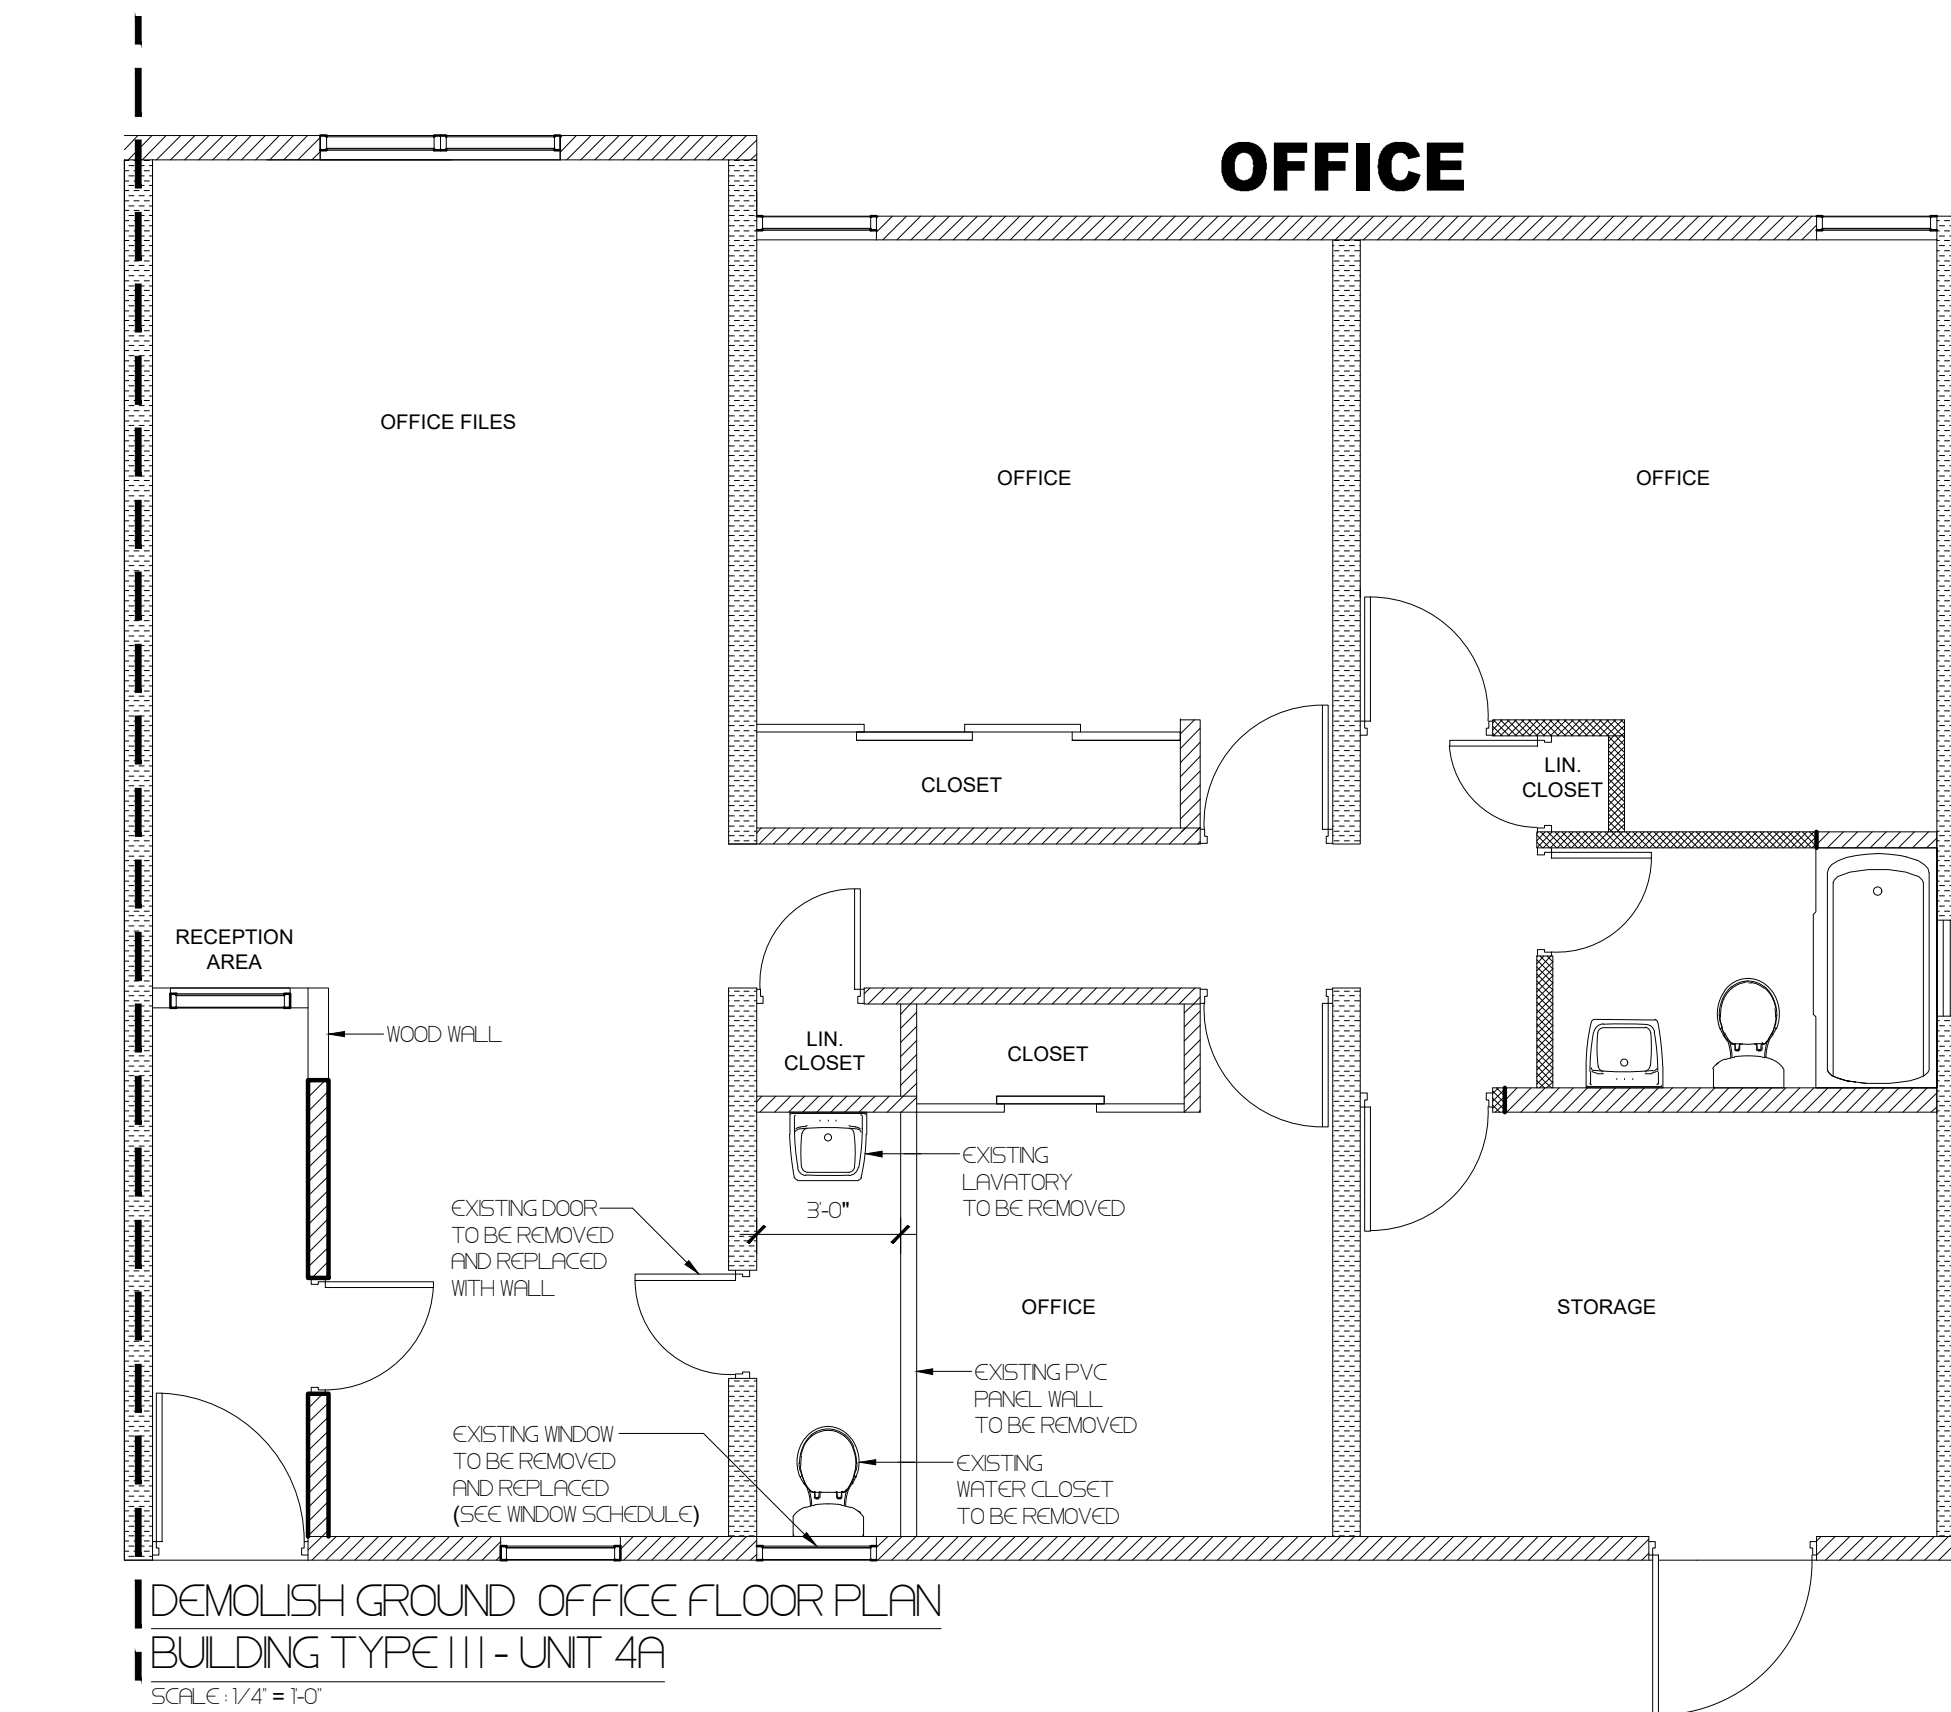 OFFICE
OFFICE FILES
OFFICE
OFFICE
CLOSET
LIN.
CLOSET
RECEPTION
AREA
WOOD WALL
LIN.
CLOSET
CLOSET
EXISTING
LAVATORY
TO BE REMOVED
3'-0"
EXISTING DOOR
TO BE REMOVED
AND REPLACED
WITH WALL
OFFICE
STORAGE
EXISTING PVC
PANEL WALL
TO BE REMOVED
EXISTING WINDOW
TO BE REMOVED
AND REPLACED
(SEE WINDOW SCHEDULE)
EXISTING
WATER CLOSET
TO BE REMOVED
DEMOLISH GROUND OFFICE FLOOR PLAN
BUILDING TYPE III - UNIT 4A
SCALE : 1/4" = 1'-0"